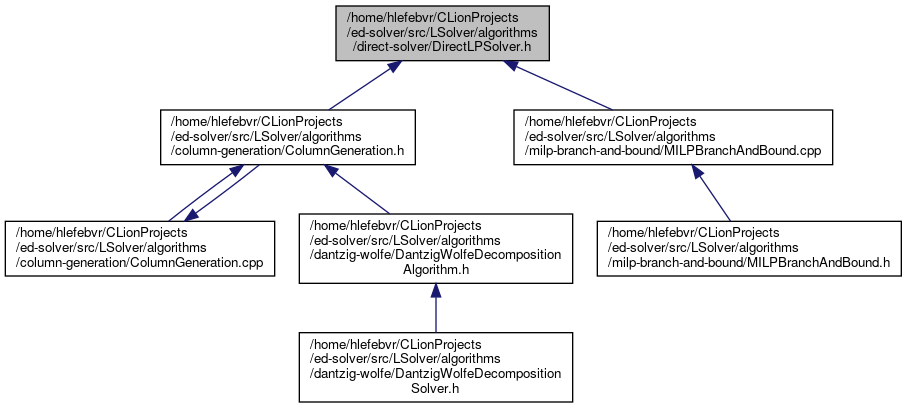 /home/hlefebvr/CLionProjects
/ed-solver/src/LSolver/algorithms
/direct-solver/DirectLPSolver.h
/home/hlefebvr/CLionProjects
/ed-solver/src/LSolver/algorithms
/column-generation/ColumnGeneration.h
/home/hlefebvr/CLionProjects
/ed-solver/src/LSolver/algorithms
/milp-branch-and-bound/MILPBranchAndBound.cpp
/home/hlefebvr/CLionProjects
/ed-solver/src/LSolver/algorithms
/column-generation/ColumnGeneration.cpp
/home/hlefebvr/CLionProjects
/ed-solver/src/LSolver/algorithms
/dantzig-wolfe/DantzigWolfeDecomposition
Algorithm.h
/home/hlefebvr/CLionProjects
/ed-solver/src/LSolver/algorithms
/milp-branch-and-bound/MILPBranchAndBound.h
/home/hlefebvr/CLionProjects
/ed-solver/src/LSolver/algorithms
/dantzig-wolfe/DantzigWolfeDecomposition
Solver.h